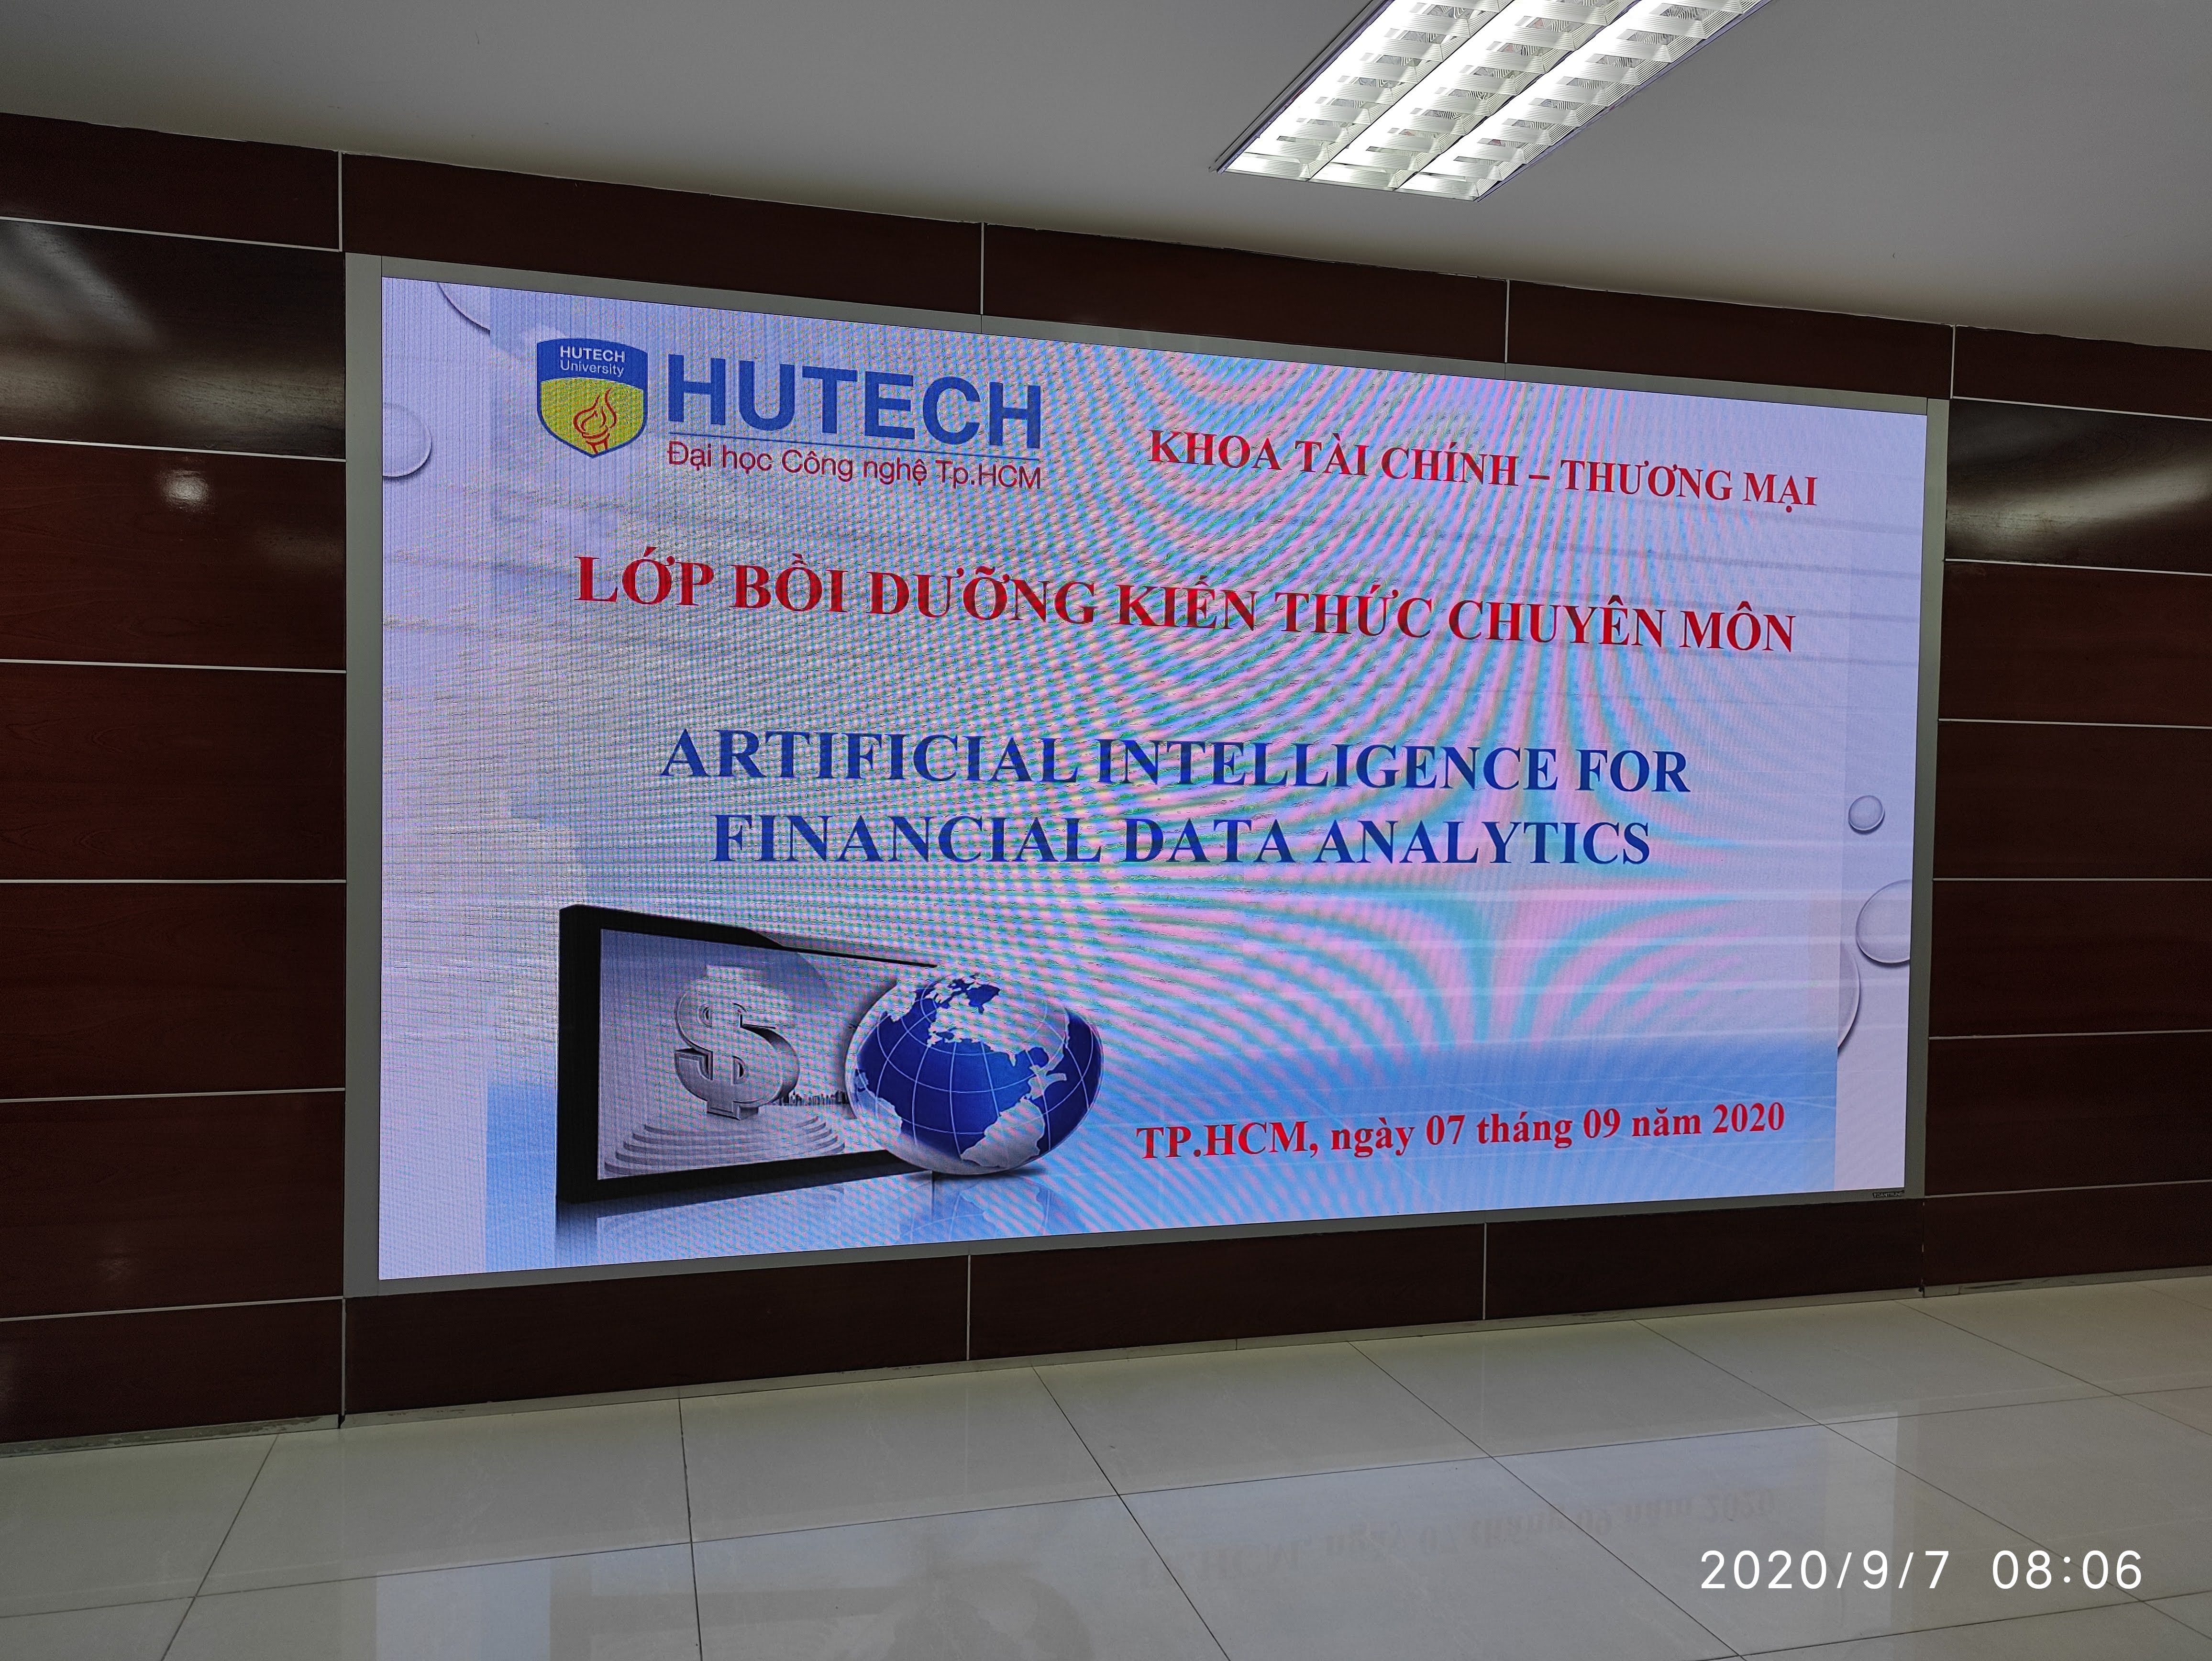 HUTECH
University
HUTECH
Đại học Công nghệ Tp.HCM
KHOA TÀI CHÍNH – THƯƠNG MẠI
LỚP BỒI DƯỠNG KIẾN THỨC CHUYÊN MÔN
ARTIFICIAL INTELLIGENCE FOR
FINANCIAL DATA ANALYTICS
$
TP.HCM, ngày 07 tháng 09 năm 2020
2020/9/7 08:06